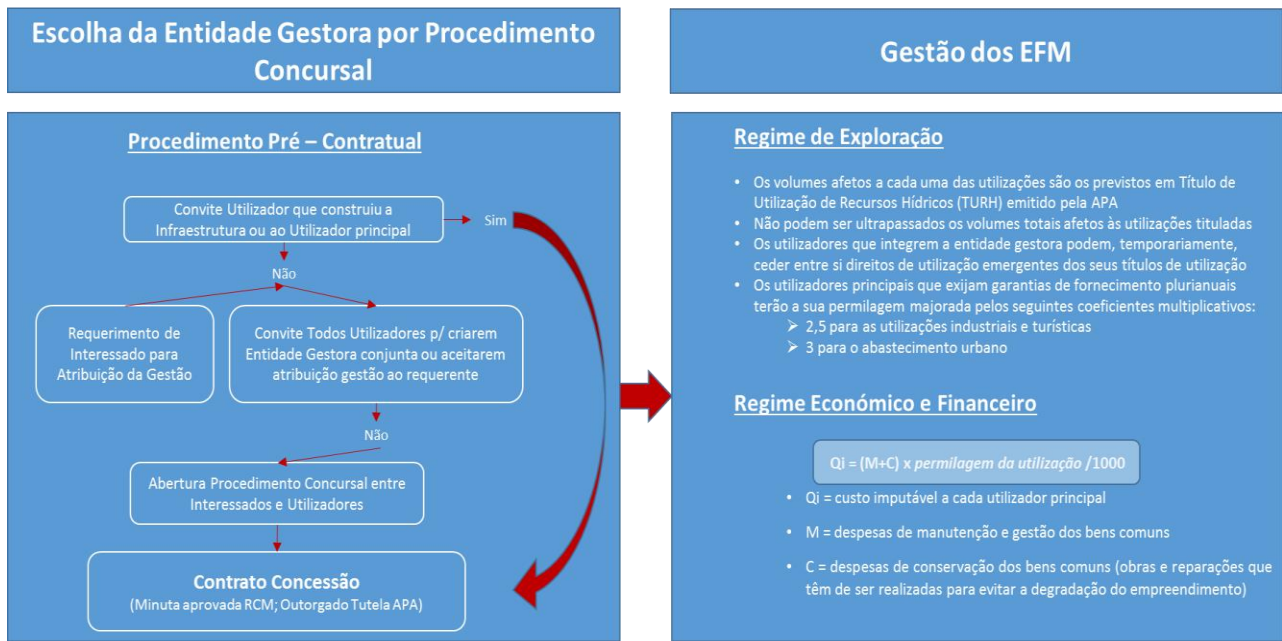 Escolha da Entidade Gestora por Procedimento
Concursal
Procedimento Pré – Contratual
Convite Utilizador que construiu a
Infraestrutura ou ao Utilizador principal
Sim
Não
Requerimento de
Interessado para
Atribuição da Gestão
Convite Todos Utilizadores p/ criarem
Entidade Gestora conjunta ou aceitarem
atribuição gestão ao requerente
Não
Abertura Procedimento Concursal entre
Interessados e Utilizadores
Contrato Concessão
(Minuta aprovada RCM; Outorgado Tutela APA)
Gestão dos EFM
Regime de Exploração
• Os volumes afetos a cada uma das utilizações são os previstos em Título de
Utilização de Recursos Hídricos (TURH) emitido pela APA
• Não podem ser ultrapassados os volumes totais afetos às utilizações tituladas
• Os utilizadores que integrem a entidade gestora podem, temporariamente,
ceder entre si direitos de utilização emergentes dos seus títulos de utilização
• Os utilizadores principais que exijam garantias de fornecimento plurianuais
terão a sua permilagem majorada pelos seguintes coeficientes multiplicativos:
➢ 2,5 para as utilizações industriais e turísticas
➢ 3 para o abastecimento urbano
Regime Económico e Financeiro
Qi = (M+C) x permilagem da utilização /1000
• Qi = custo imputável a cada utilizador principal
• M = despesas de manutenção e gestão dos bens comuns
• C = despesas de conservação dos bens comuns (obras e reparações que
têm de ser realizadas para evitar a degradação do empreendimento)